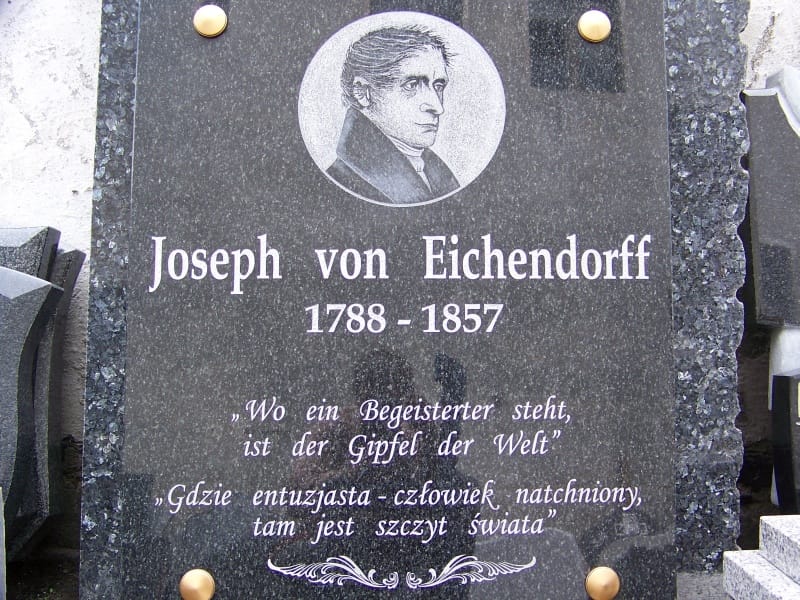 Joseph von Eichendorff
1788 - 1857
„Wo ein Begeisterter steht,
ist der Gipfel der Welt”
„Gdzie entuzjasta - człowiek natchniony,
tam jest szczyt świata”